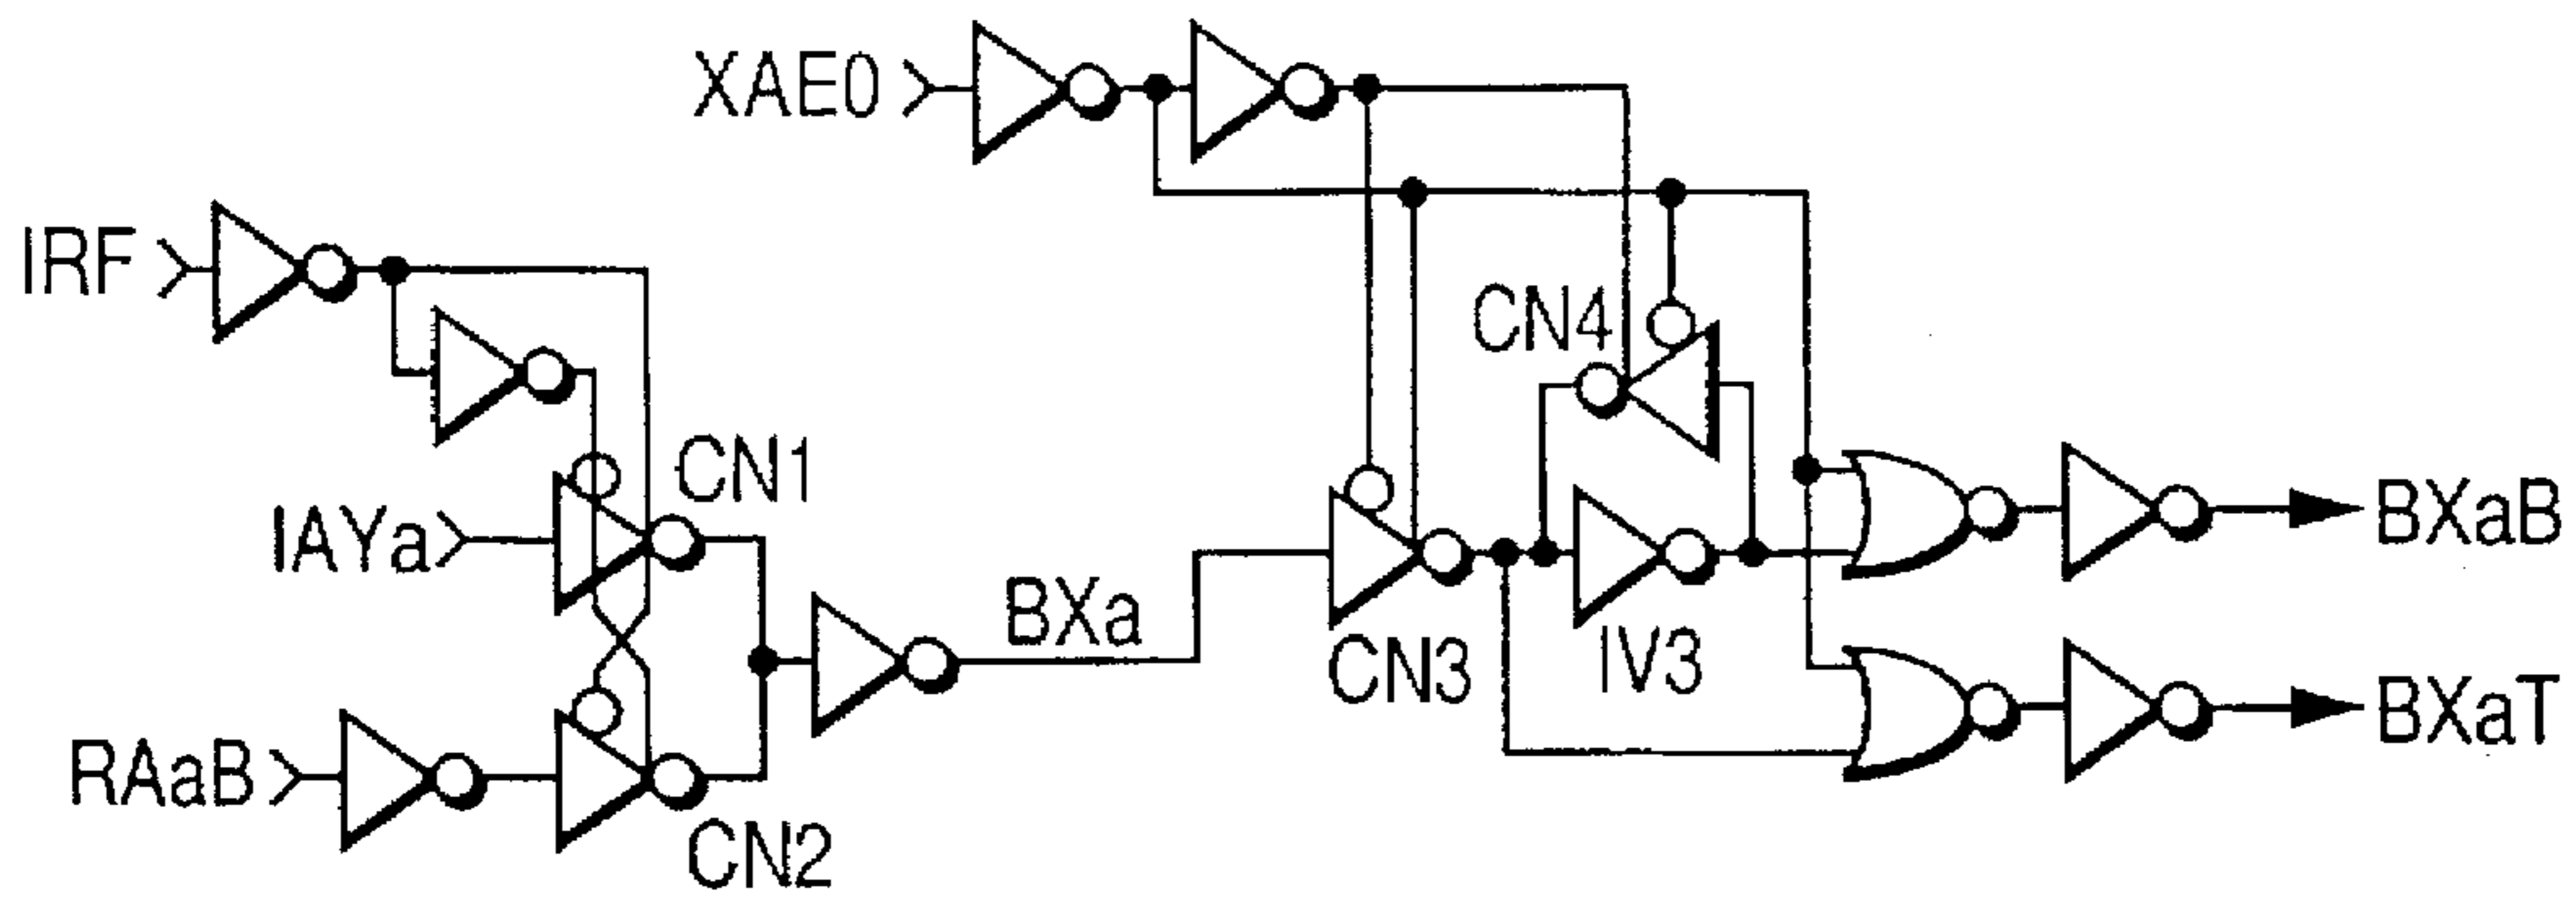 XAE0
IRF
CN4
CN1
IAYa
BXaB
BXa
CN3
IV3
BXaT
RAaB
CN2